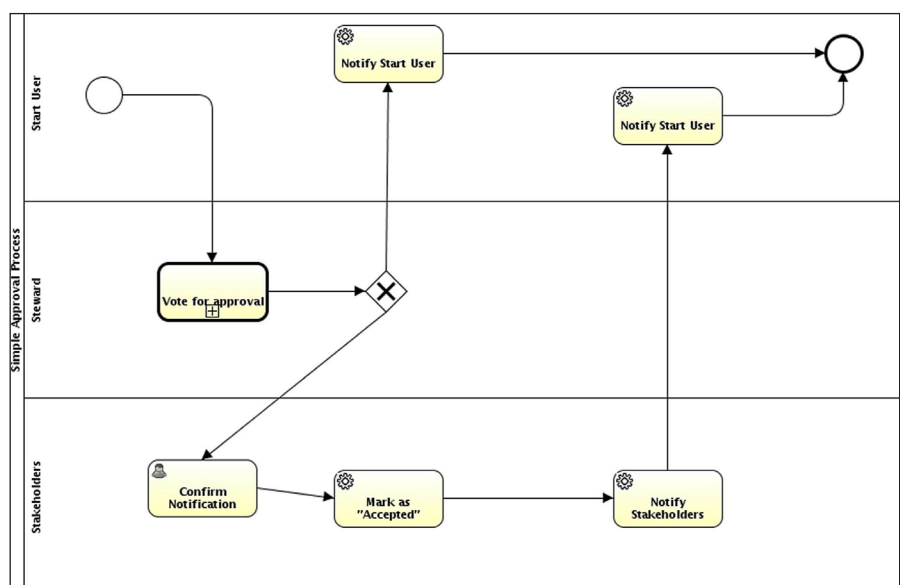 Simple Approval Process
Start User
Notify Start User
Notify Start User
Steward
Vote for approval
Stakeholders
Confirm
Notification
Mark as
"Accepted"
Notify
Stakeholders